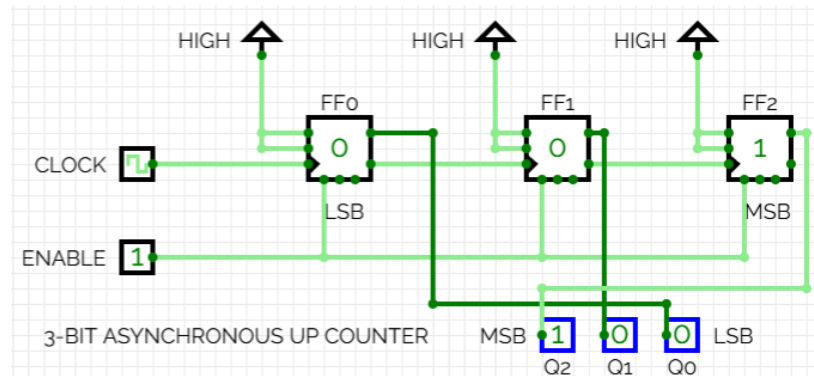 HIGH HIGH HIGH
FF0 FF1 FF2
CLOCK 0 0 1
LSB MSB
ENABLE 1
3-BIT ASYNCHRONOUS UP COUNTER MSB 1 0 0 LSB
Q2 Q1 Q0